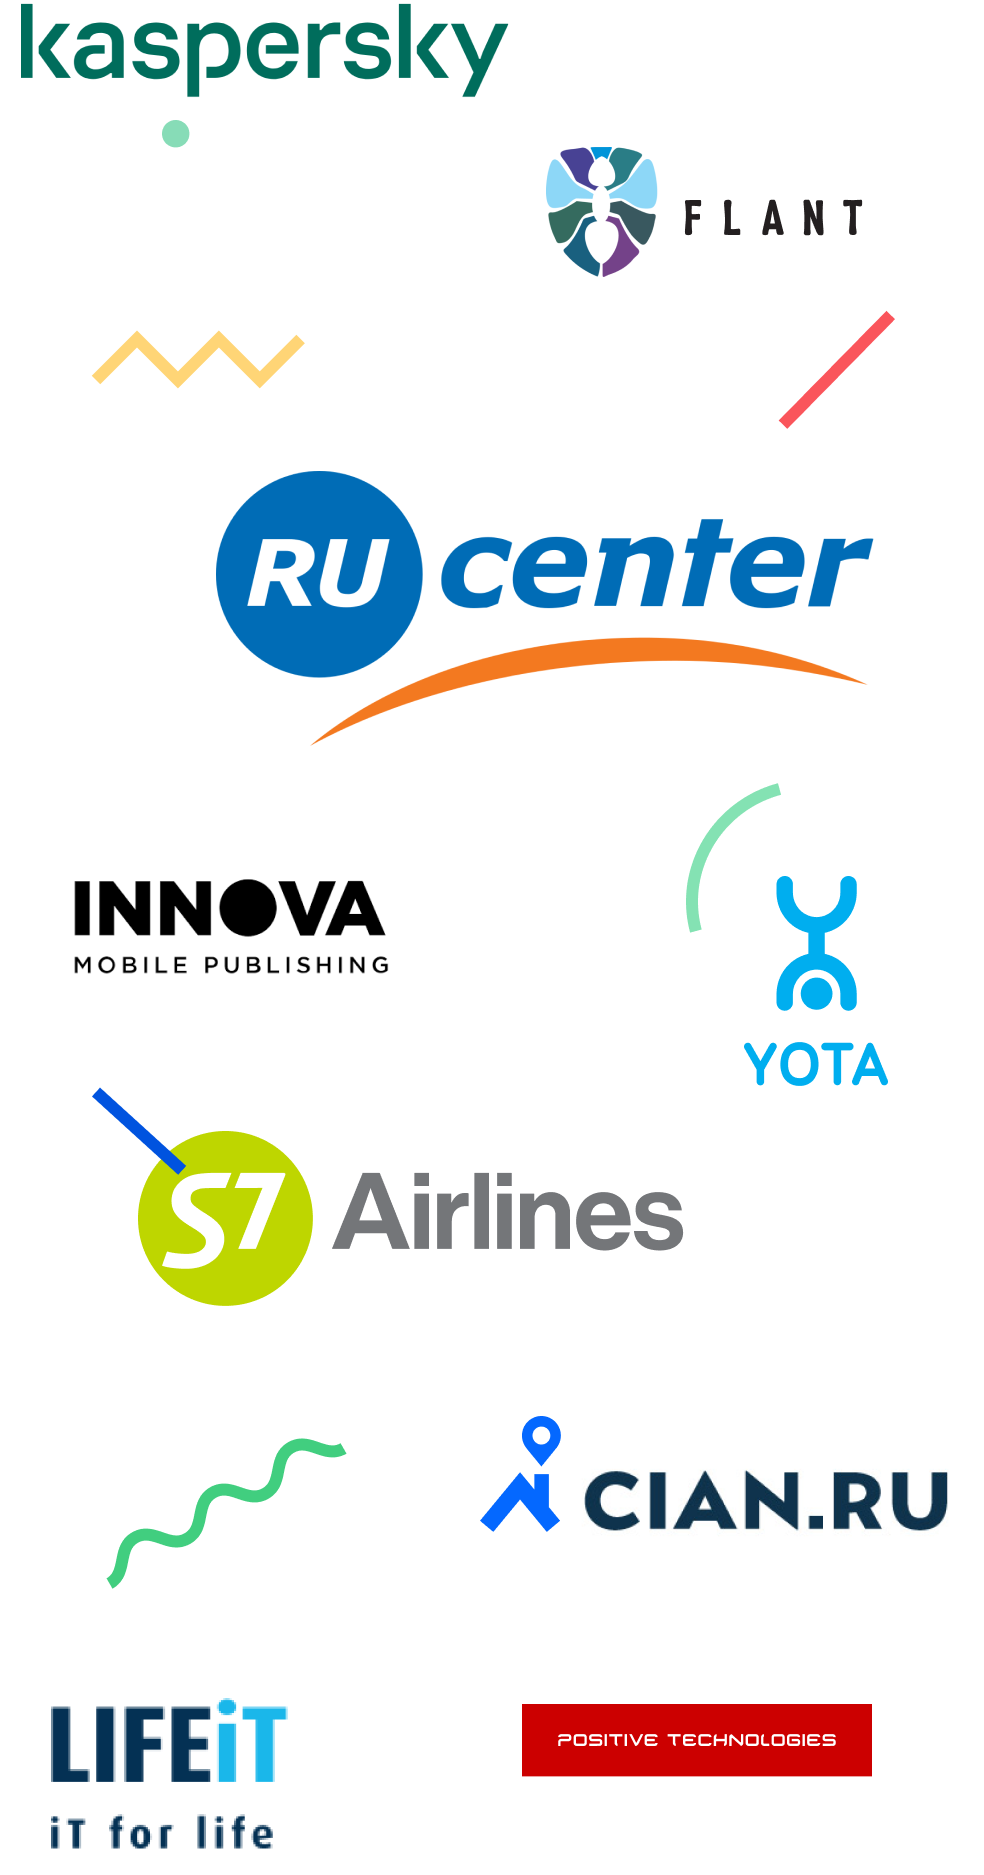 kaspersky
FLANT
RU center
INNOVA
MOBILE PUBLISHING
YOTA
S7 Airlines
CIAN.RU
LIFEiT
iT for life
POSITIVE TECHNOLOGIES